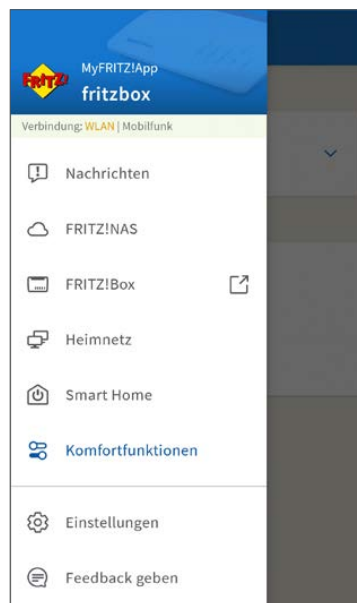 FRITZ!
MyFRITZ!App
fritzbox
Verbindung: WLAN | Mobilfunk
Nachrichten
FRITZ!NAS
FRITZ!Box
Heimnetz
Smart Home
Komfortfunktionen
Einstellungen
Feedback geben